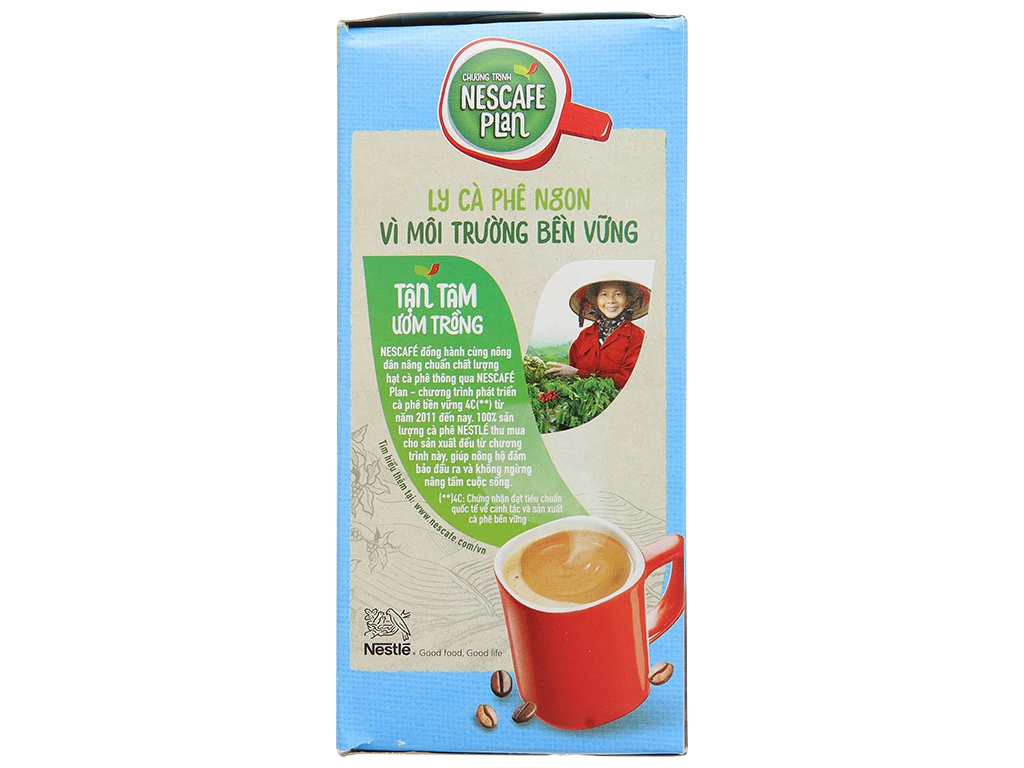 CHƯƠNG TRÌNH
NESCAFÉ
Plan
LY CÀ PHÊ NGON
VÌ MÔI TRƯỜNG BỀN VỮNG
TẬN TÂM
ƯƠM TRỒNG
NESCAFÉ đồng hành cùng nông
dân nâng chuẩn chất lượng
hạt cà phê thông qua NESCAFÉ
Plan – chương trình phát triển
cà phê bền vững 4C(**) từ
năm 2011 đến nay. 100% sản
lượng cà phê NESTLÉ thu mua
cho sản xuất đều từ chương
trình này, giúp nông hộ đảm
bảo đầu ra và không ngừng
nâng tầm cuộc sống.
(**)4C: Chứng nhận đạt tiêu chuẩn
quốc tế về canh tác và sản xuất
cà phê bền vững
Tìm hiểu thêm tại: www.nescafe.com/vn
Nestlé® Good food, Good life